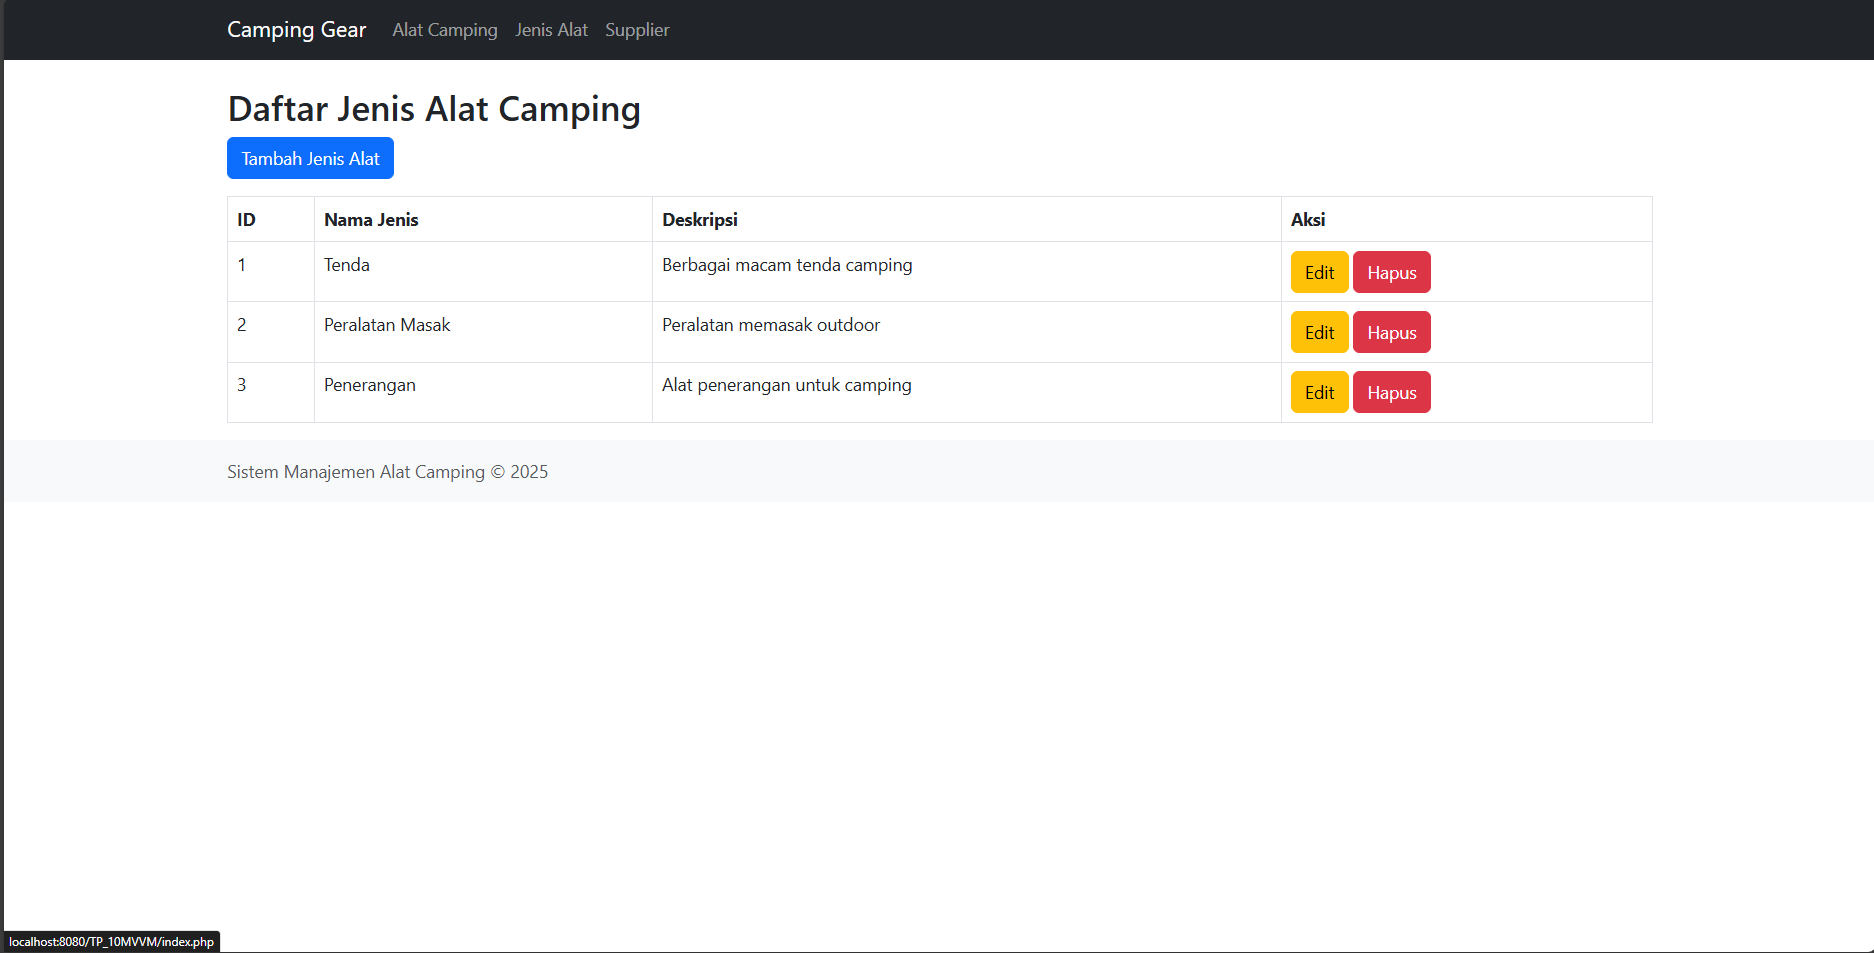 Camping Gear Alat Camping Jenis Alat Supplier
Daftar Jenis Alat Camping
Tambah Jenis Alat
ID Nama Jenis Deskripsi Aksi
1 Tenda Berbagai macam tenda camping Edit Hapus
2 Peralatan Masak Peralatan memasak outdoor Edit Hapus
3 Penerangan Alat penerangan untuk camping Edit Hapus
Sistem Manajemen Alat Camping © 2025
localhost:8080/TP_10MVVM/index.php